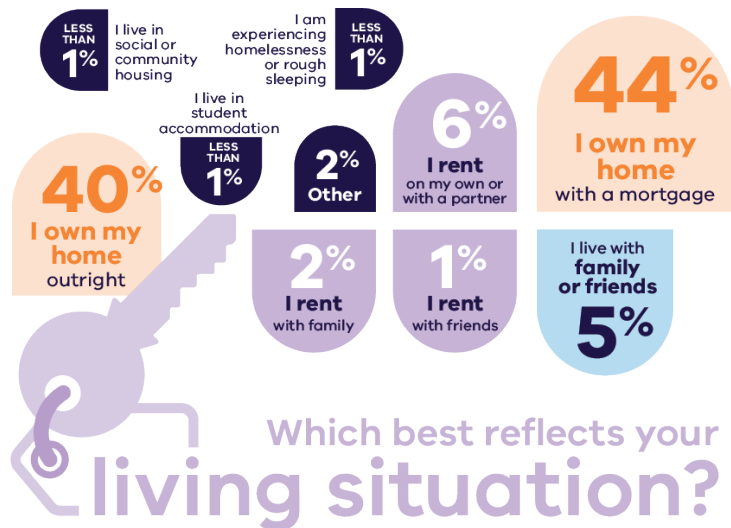 LESS
THAN
1%
I live in
social or
community
housing
I am
experiencing
homelessness
or rough
sleeping
LESS
THAN
1%
44%
I own my
home
with a mortgage
I live in
student
accommodation
LESS
THAN
1%
2%
Other
6%
I rent
on my own or
with a partner
40%
I own my
home
outright
2%
I rent
with family
1%
I rent
with friends
I live with
family
or friends
5%
Which best reflects your
living situation?